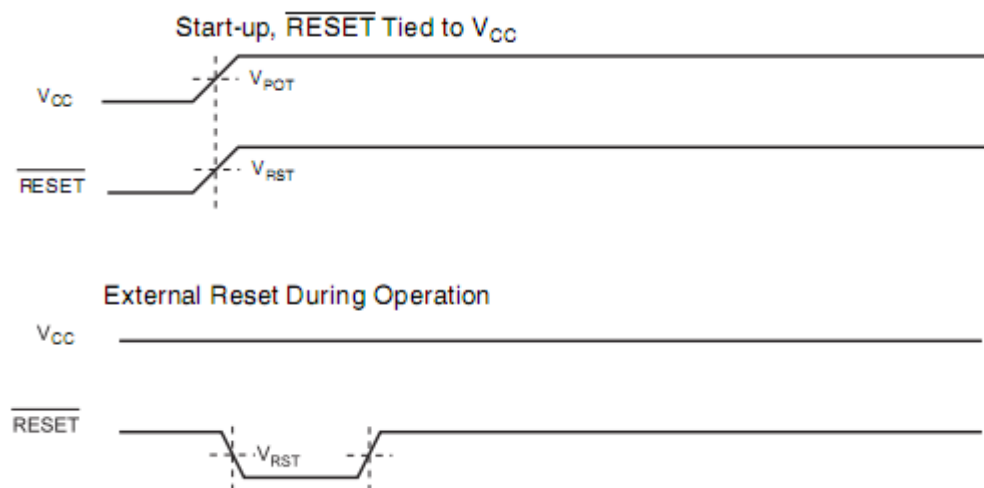 Start-up, RESET Tied to VCC
VCC
VPOT
RESET
VRST
External Reset During Operation
VCC
RESET
VRST